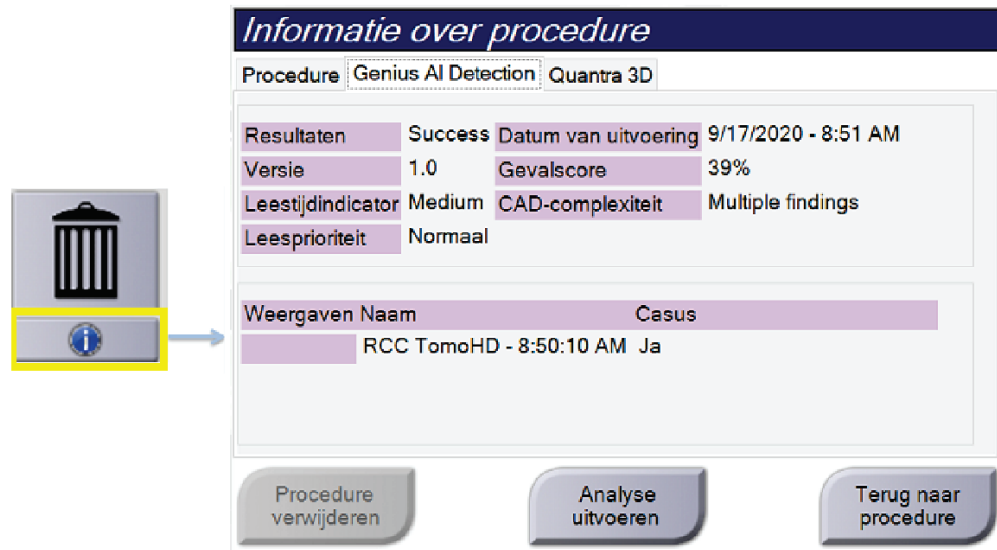 Informatie over procedure
Procedure Genius AI Detection Quantra 3D
Resultaten Success Datum van uitvoering 9/17/2020 - 8:51 AM
Versie 1.0 Gevalscore 39%
Leestijdindicator Medium CAD-complexiteit Multiple findings
Leesprioriteit Normaal
Weergaven Naam Casus
RCC TomoHD - 8:50:10 AM Ja
Procedure
verwijderen
Analyse
uitvoeren
Terug naar
procedure